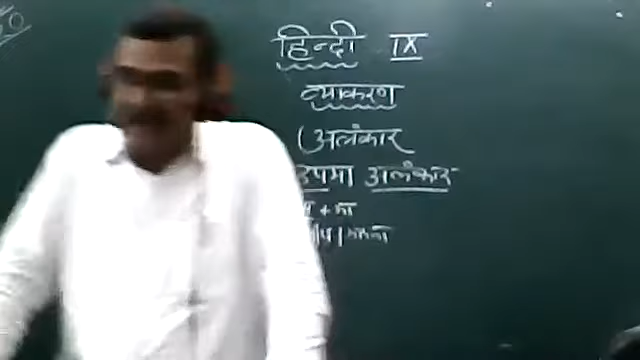 हिन्दी IX
व्याकरण
(अलंकार
उपमा अलंकार
+ मा